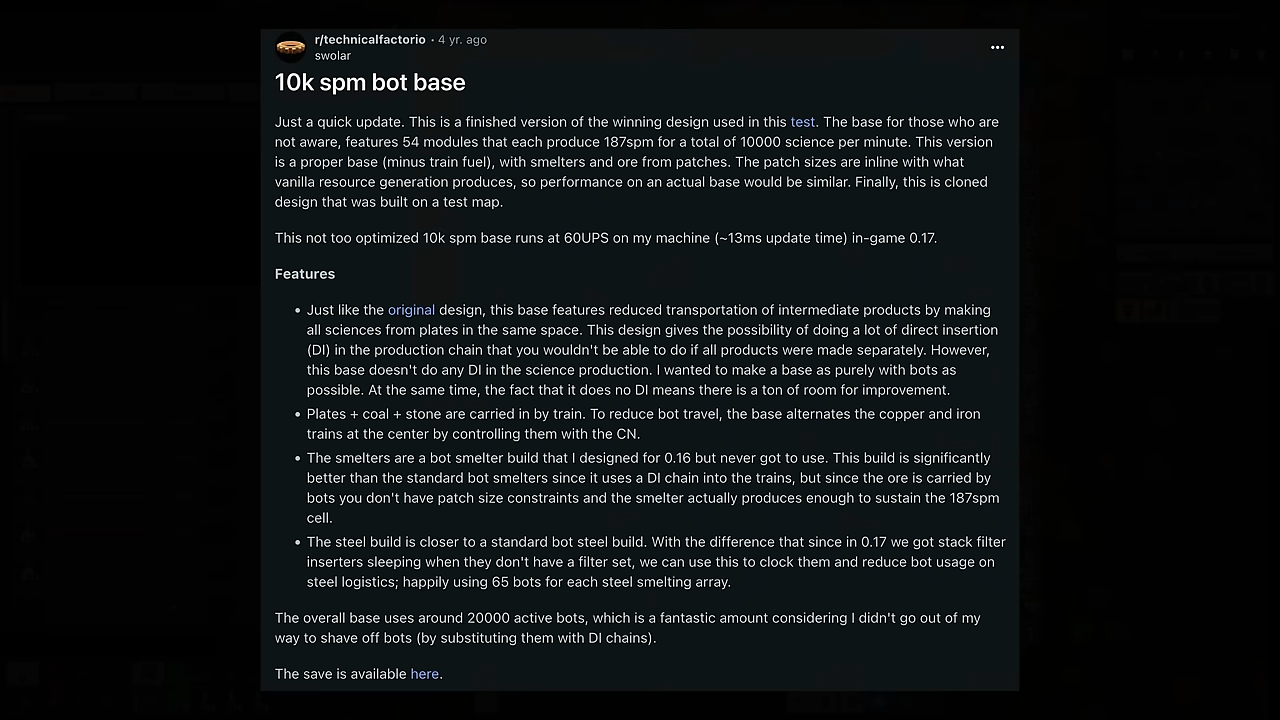 r/technicalfactorio · 4 yr. ago
swolar
10k spm bot base
Just a quick update. This is a finished version of the winning design used in this test. The base for those who are
not aware, features 54 modules that each produce 187spm for a total of 10000 science per minute. This version
is a proper base (minus train fuel), with smelters and ore from patches. The patch sizes are inline with what
vanilla resource generation produces, so performance on an actual base would be similar. Finally, this is cloned
design that was built on a test map.
This not too optimized 10k spm base runs at 60UPS on my machine (~13ms update time) in-game 0.17.
Features
• Just like the original design, this base features reduced transportation of intermediate products by making
all sciences from plates in the same space. This design gives the possibility of doing a lot of direct insertion
(DI) in the production chain that you wouldn't be able to do if all products were made separately. However,
this base doesn't do any DI in the science production. I wanted to make a base as purely with bots as
possible. At the same time, the fact that it does no DI means there is a ton of room for improvement.
• Plates + coal + stone are carried in by train. To reduce bot travel, the base alternates the copper and iron
trains at the center by controlling them with the CN.
• The smelters are a bot smelter build that I designed for 0.16 but never got to use. This build is significantly
better than the standard bot smelters since it uses a DI chain into the trains, but since the ore is carried by
bots you don't have patch size constraints and the smelter actually produces enough to sustain the 187spm
cell.
• The steel build is closer to a standard bot steel build. With the difference that since in 0.17 we got stack filter
inserters sleeping when they don't have a filter set, we can use this to clock them and reduce bot usage on
steel logistics; happily using 65 bots for each steel smelting array.
The overall base uses around 20000 active bots, which is a fantastic amount considering I didn't go out of my
way to shave off bots (by substituting them with DI chains).
The save is available here.